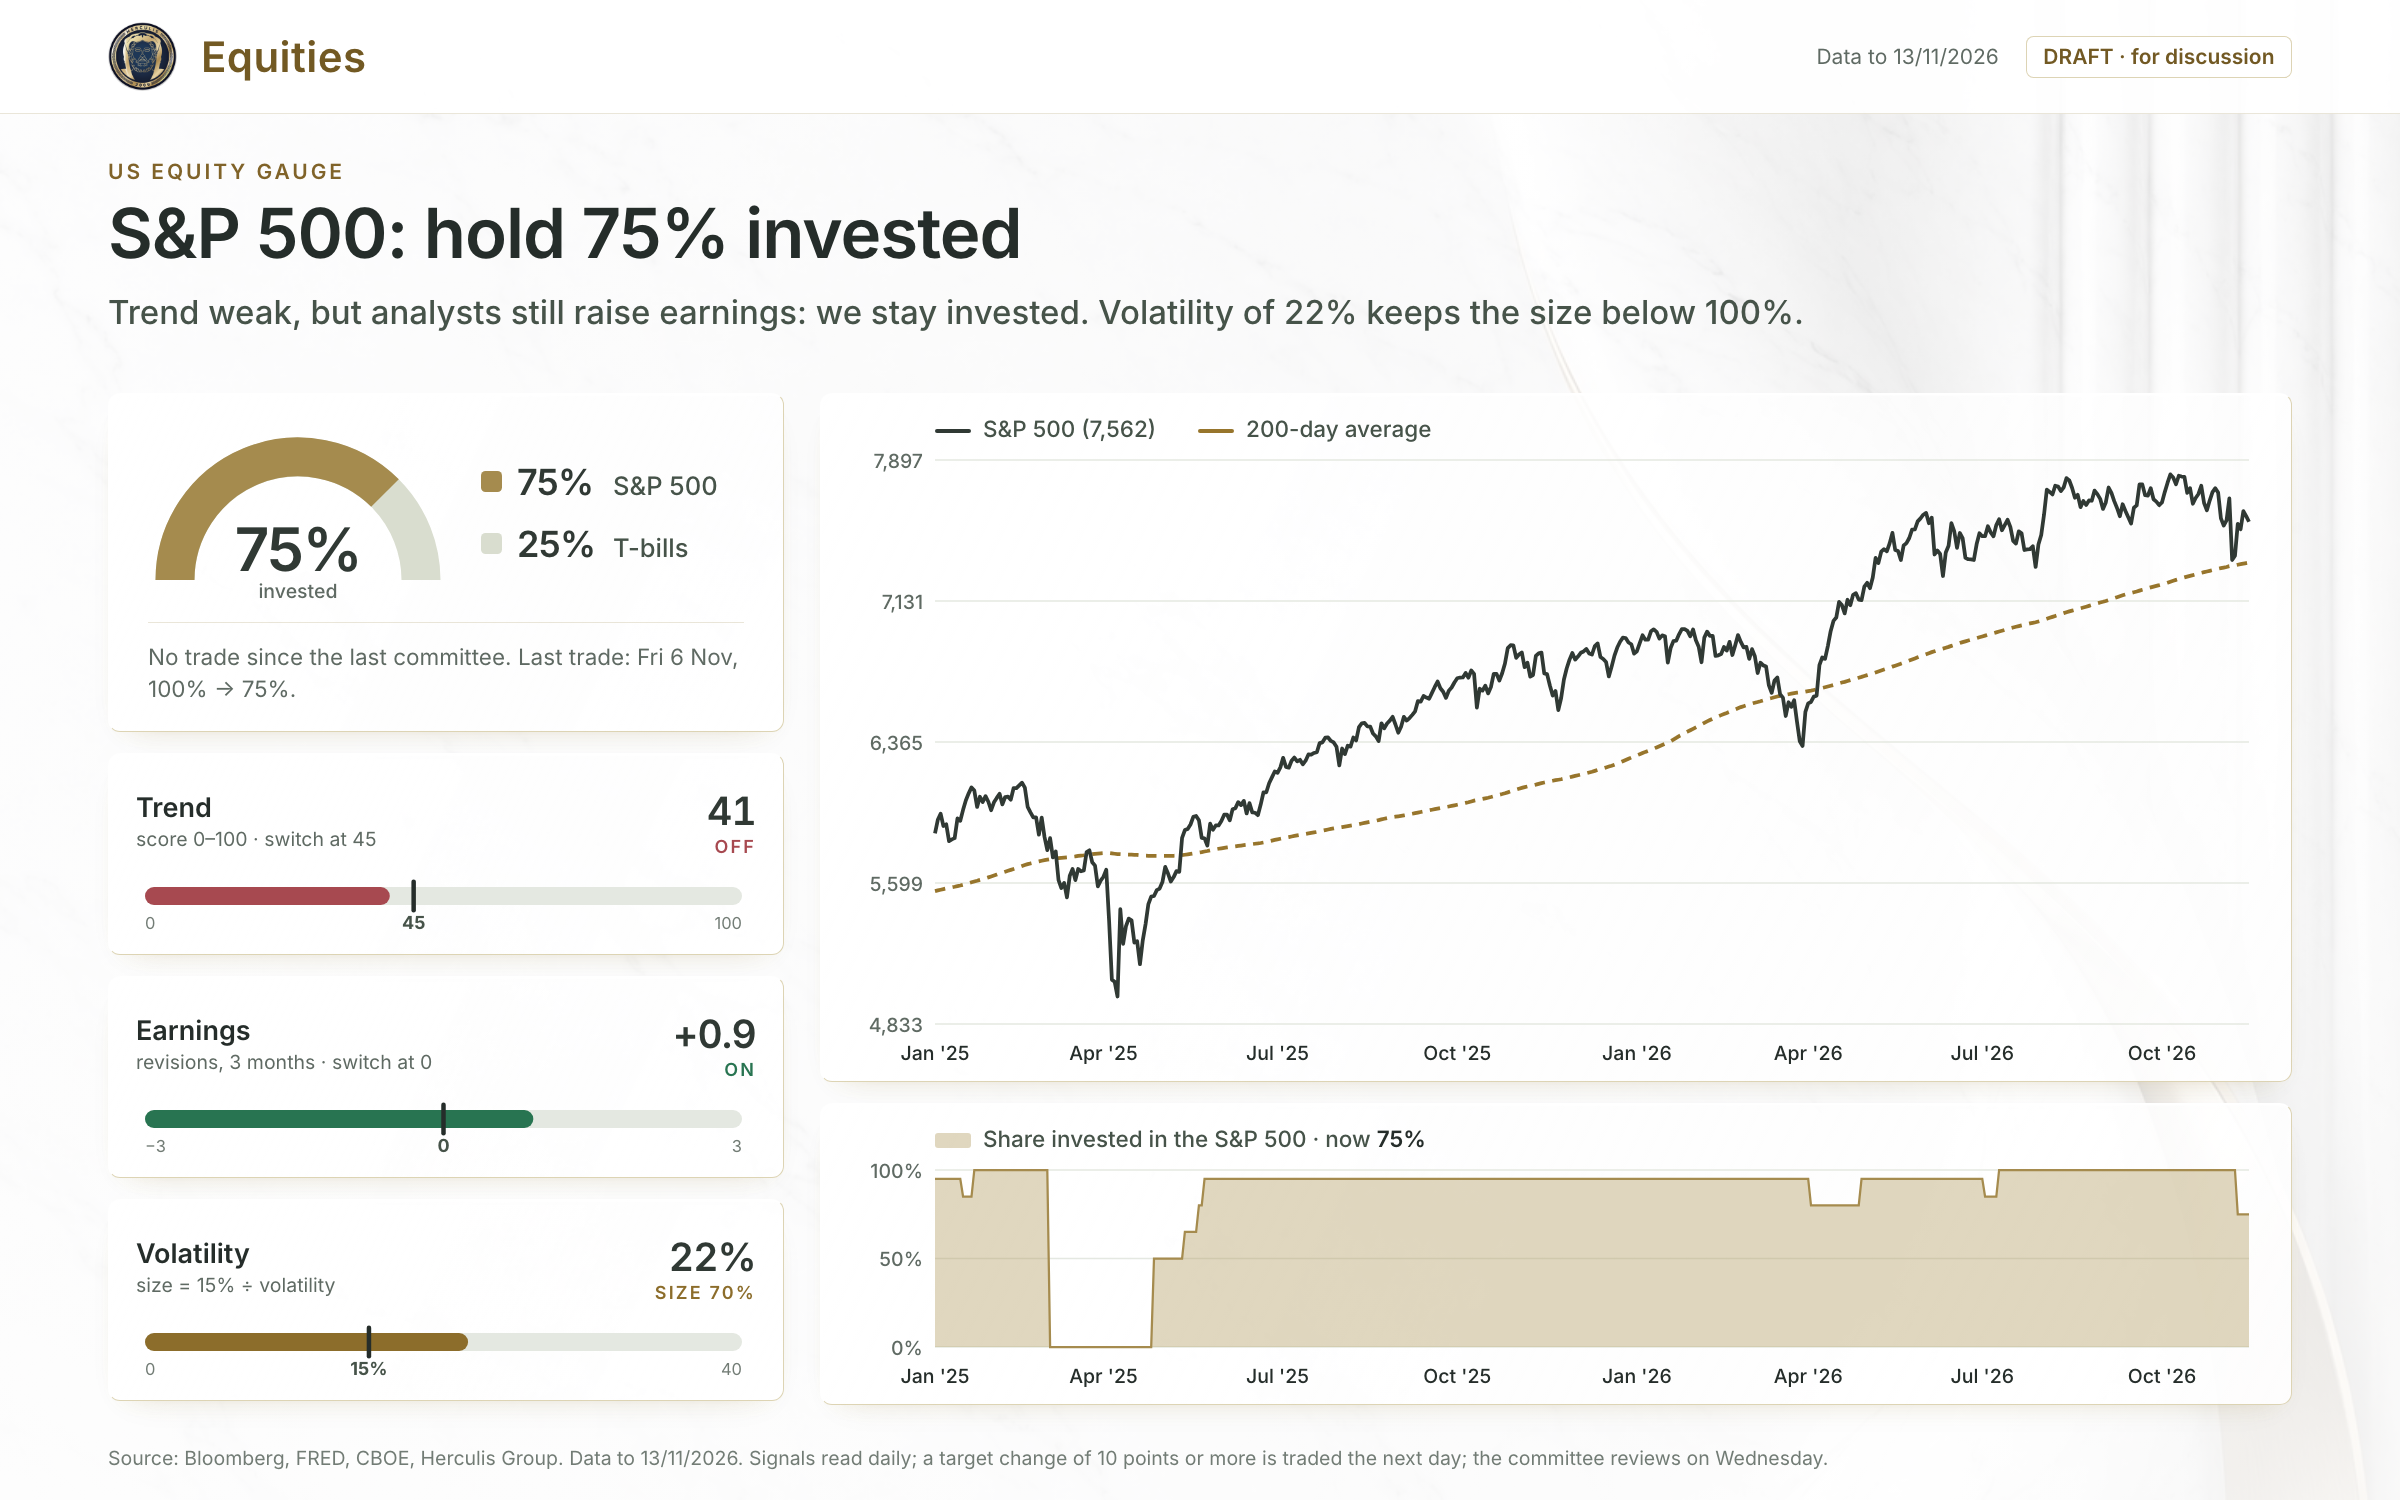 Equities
Data to 13/11/2026
DRAFT · for discussion
US EQUITY GAUGE
S&P 500: hold 75% invested
Trend weak, but analysts still raise earnings: we stay invested. Volatility of 22% keeps the size below 100%.
75%
invested
75% S&P 500
25% T-bills
No trade since the last committee. Last trade: Fri 6 Nov,
100% → 75%.
Trend
score 0–100 · switch at 45
41
OFF
0
45
100
Earnings
revisions, 3 months · switch at 0
+0.9
ON
−3
0
3
Volatility
size = 15% ÷ volatility
22%
SIZE 70%
0
15%
40
S&P 500 (7,562)
200-day average
7,897
7,131
6,365
5,599
4,833
Jan '25
Apr '25
Jul '25
Oct '25
Jan '26
Apr '26
Jul '26
Oct '26
Share invested in the S&P 500 · now 75%
100%
50%
0%
Jan '25
Apr '25
Jul '25
Oct '25
Jan '26
Apr '26
Jul '26
Oct '26
Source: Bloomberg, FRED, CBOE, Herculis Group. Data to 13/11/2026. Signals read daily; a target change of 10 points or more is traded the next day; the committee reviews on Wednesday.